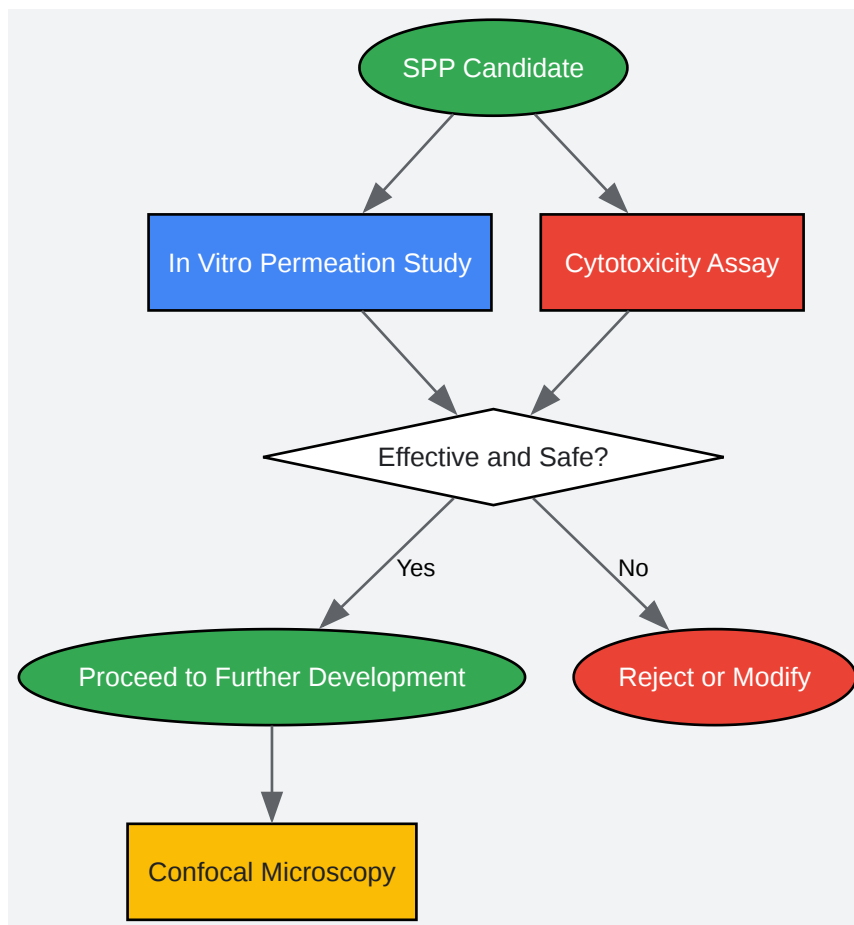 SPP Candidate
In Vitro Permeation Study
Cytotoxicity Assay
Effective and Safe?
Yes
No
Proceed to Further Development
Reject or Modify
Confocal Microscopy